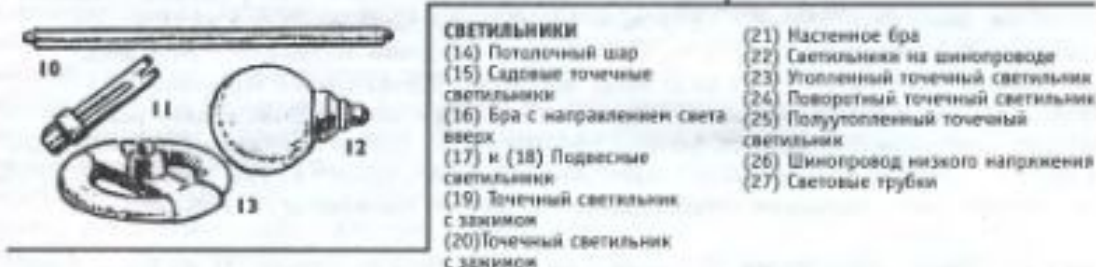 10
11
12
13
СВЕТИЛЬНИКИ
(14) Потолочный шар
(15) Садовые точечные
светильники
(16) Бра с направлением света
вверх
(17) и (18) Подвесные
светильники
(19) Точечный светильник
с зажимом
(20)Точечный светильник
с зажимом
(21) Настенное бра
(22) Светильники на шинопроводе
(23) Утопленный точечный светильник
(24) Поворотный точечный светильник
(25) Полуутопленный точечный
светильник
(26) Шинопровод низкого напряжения
(27) Световые трубки